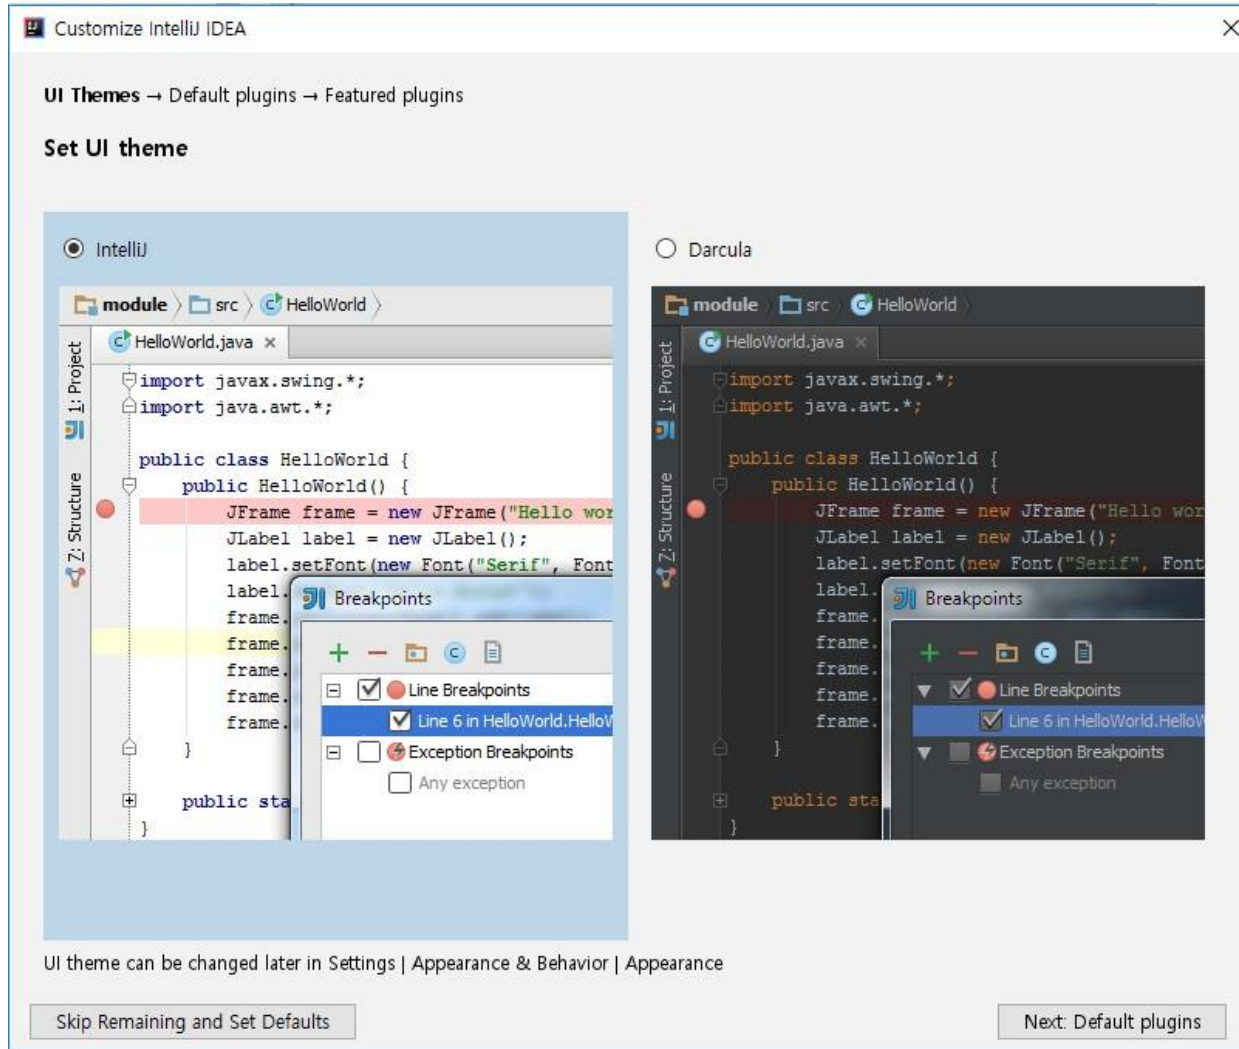 Customize IntelliJ IDEA
UI Themes → Default plugins → Featured plugins
Set UI theme
IntelliJ
module src HelloWorld
HelloWorld.java ×
1: Project
7: Structure
import javax.swing.*;
import java.awt.*;
public class HelloWorld {
public HelloWorld() {
JFrame frame = new JFrame("Hello wor
JLabel label = new JLabel();
label.setFont(new Font("Serif", Font
label.
frame.
frame.
frame.
frame.
frame.
}
public sta
}
Breakpoints
Line Breakpoints
Line 6 in HelloWorld.HelloW
Exception Breakpoints
Any exception
Darcula
module src HelloWorld
HelloWorld.java ×
1: Project
7: Structure
import javax.swing.*;
import java.awt.*;
public class HelloWorld {
public HelloWorld() {
JFrame frame = new JFrame("Hello wor
JLabel label = new JLabel();
label.setFont(new Font("Serif", Font
label.
frame.
frame.
frame.
frame.
frame.
}
public sta
}
Breakpoints
Line Breakpoints
Line 6 in HelloWorld.HelloW
Exception Breakpoints
Any exception
UI theme can be changed later in Settings | Appearance & Behavior | Appearance
Skip Remaining and Set Defaults
Next: Default plugins